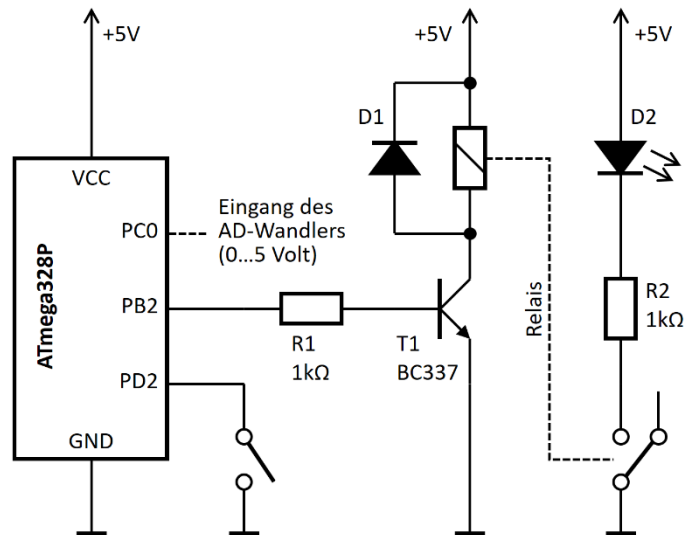 +5V
+5V
+5V
D1
D2
VCC
ATmega328P
PC0
Eingang des
AD-Wandlers
(0...5 Volt)
PB2
R1
1kΩ
T1
BC337
Relais
R2
1kΩ
PD2
GND